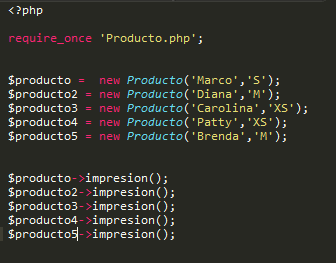 <?php
require_once 'Producto.php';
$producto =  new Producto('Marco','S');
$producto2 = new Producto('Diana','M');
$producto3 = new Producto('Carolina','XS');
$producto4 = new Producto('Patty','XS');
$producto5 = new Producto('Brenda','M');
$producto->impresion();
$producto2->impresion();
$producto3->impresion();
$producto4->impresion();
$producto5->impresion();